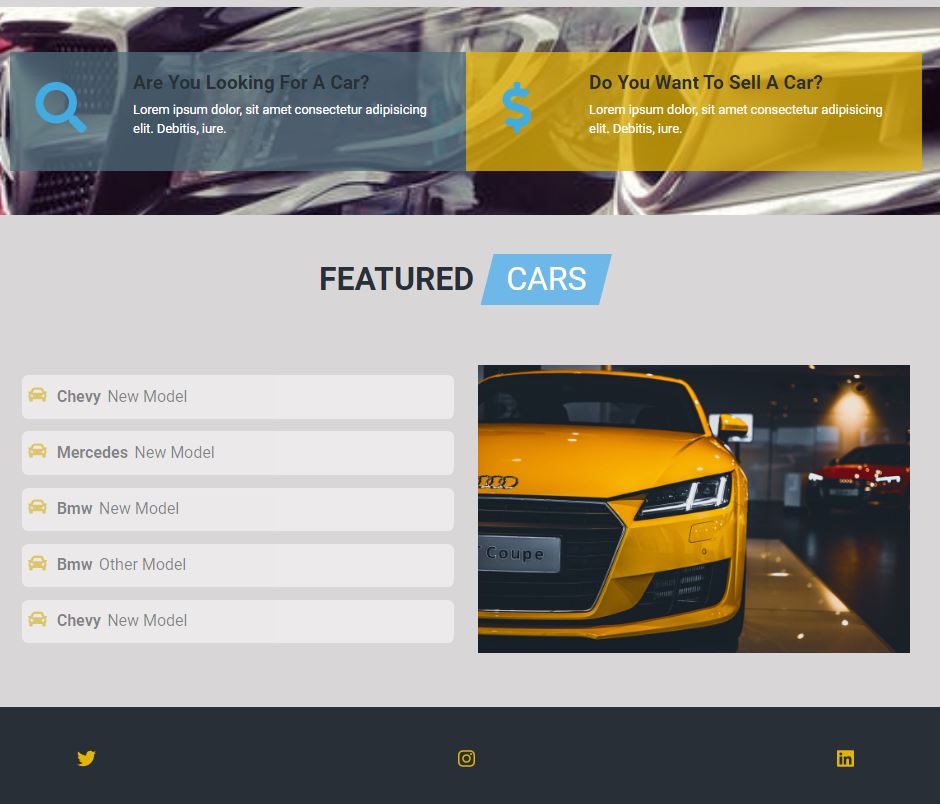 Are You Looking For A Car?
Lorem ipsum dolor, sit amet consectetur adipisicing
elit. Debitis, iure.
Do You Want To Sell A Car?
Lorem ipsum dolor, sit amet consectetur adipisicing
elit. Debitis, iure.
FEATURED CARS
Chevy New Model
Mercedes New Model
Bmw New Model
Bmw Other Model
Chevy New Model
Coupe